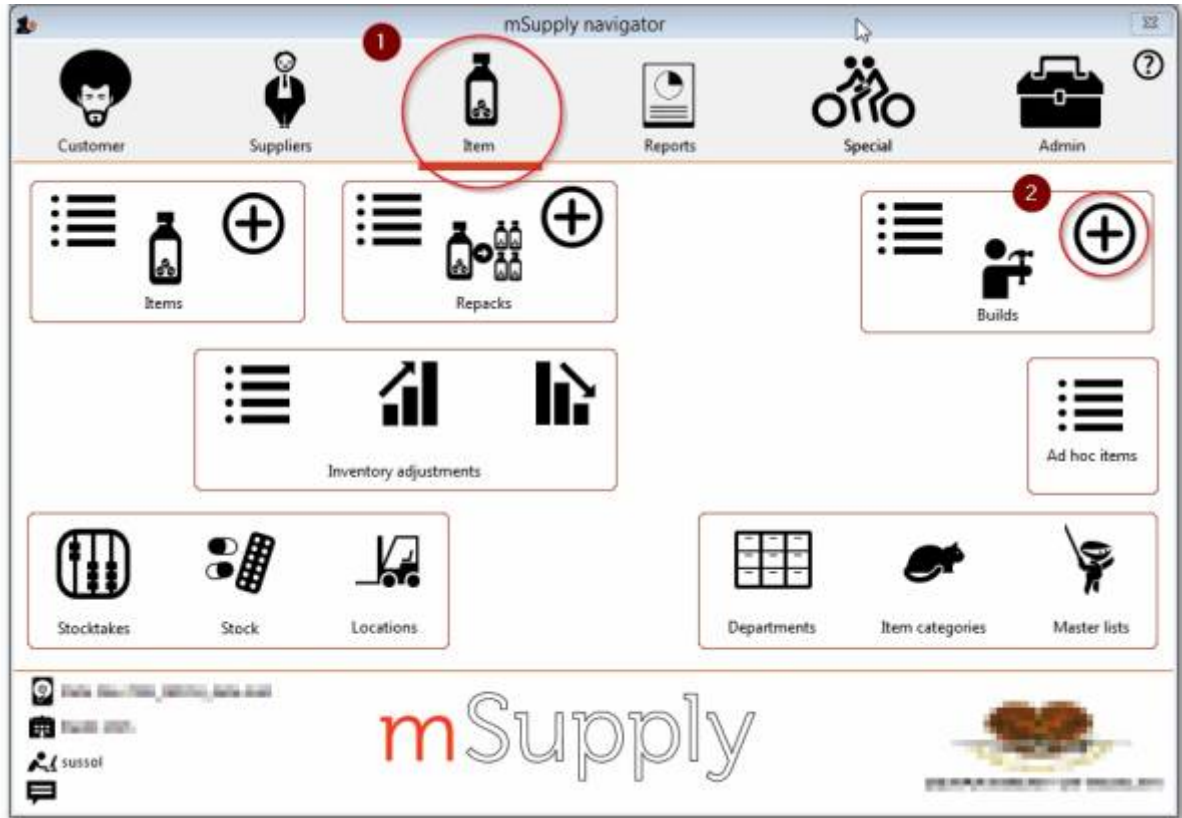 mSupply navigator
1
?
Customer
Suppliers
Item
Reports
Special
Admin
2
Items
Repacks
Builds
Inventory adjustments
Ad hoc items
Stocktakes
Stock
Locations
Departments
Item categories
Master lists
sussol
mSupply